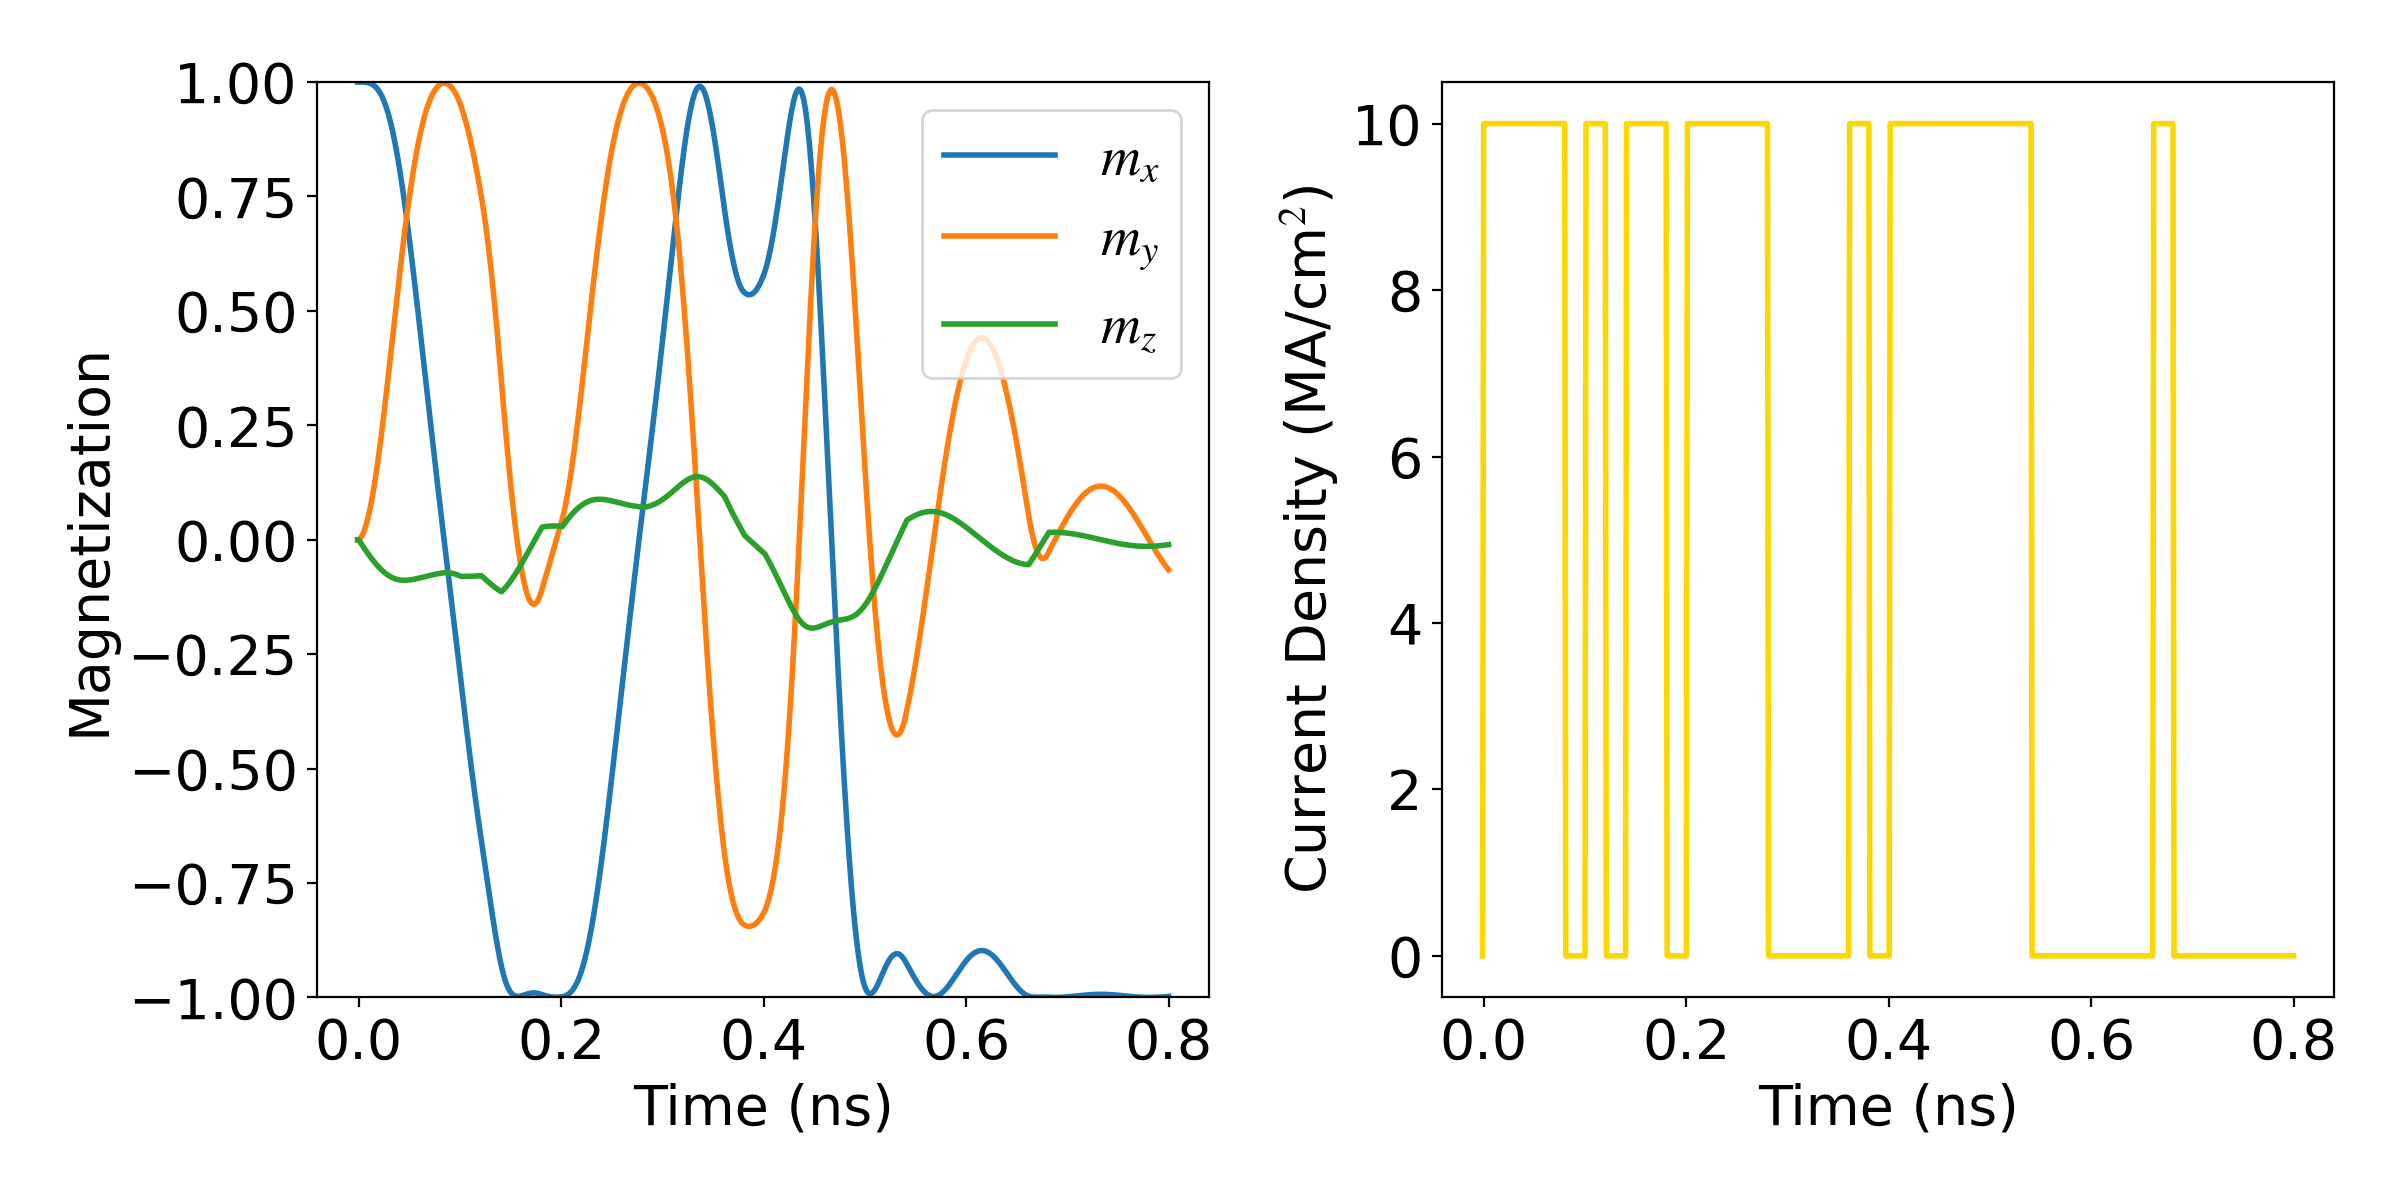 Magnetization
1.00
0.75
0.50
0.25
0.00
−0.25
−0.50
−0.75
−1.00
0.0 0.2 0.4 0.6 0.8
Time (ns)
m_x
m_y
m_z
Current Density (MA/cm²)
10
8
6
4
2
0
0.0 0.2 0.4 0.6 0.8
Time (ns)